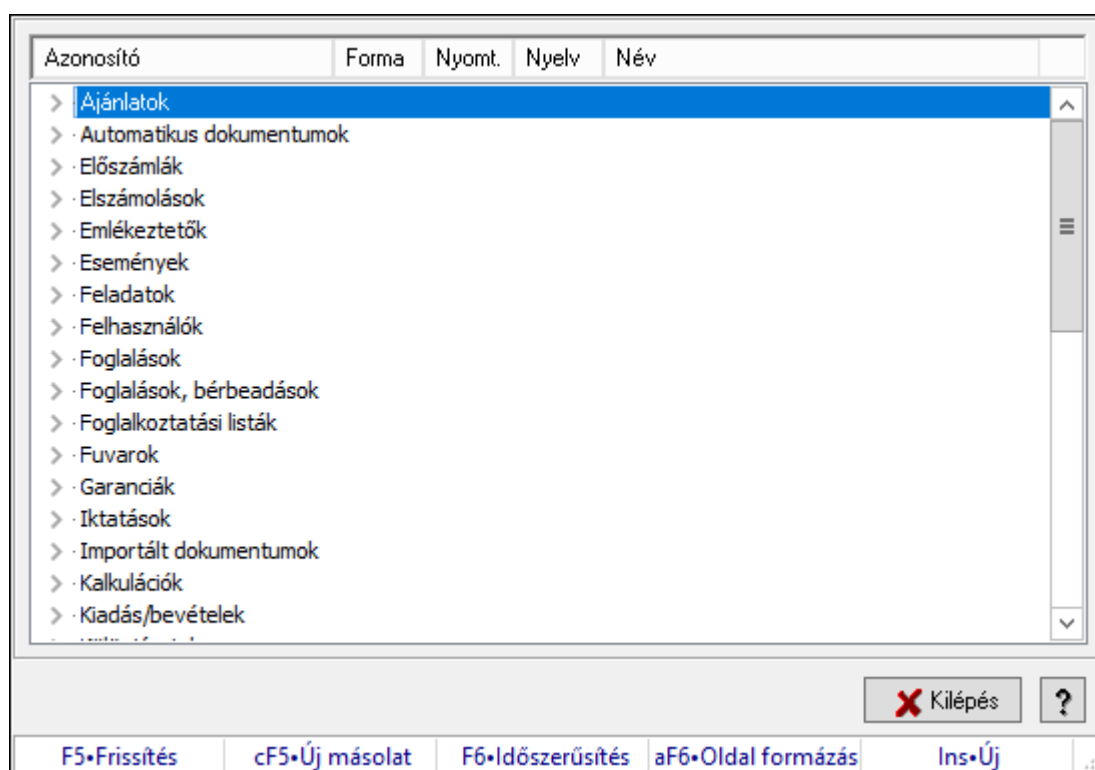 Azonosító Forma Nyomt. Nyelv Név
Ajánlatok
Automatikus dokumentumok
Előszámlák
Elszámolások
Emlékeztetők
Események
Feladatok
Felhasználók
Foglalások
Foglalások, bérbeadások
Foglalkoztatási listák
Fuvarok
Garanciák
Iktatások
Importált dokumentumok
Kalkulációk
Kiadás/bevételek
Kilépés ?
F5•Frissítés cF5•Új másolat F6•Időszerűsítés aF6•Oldal formázás Ins•Új